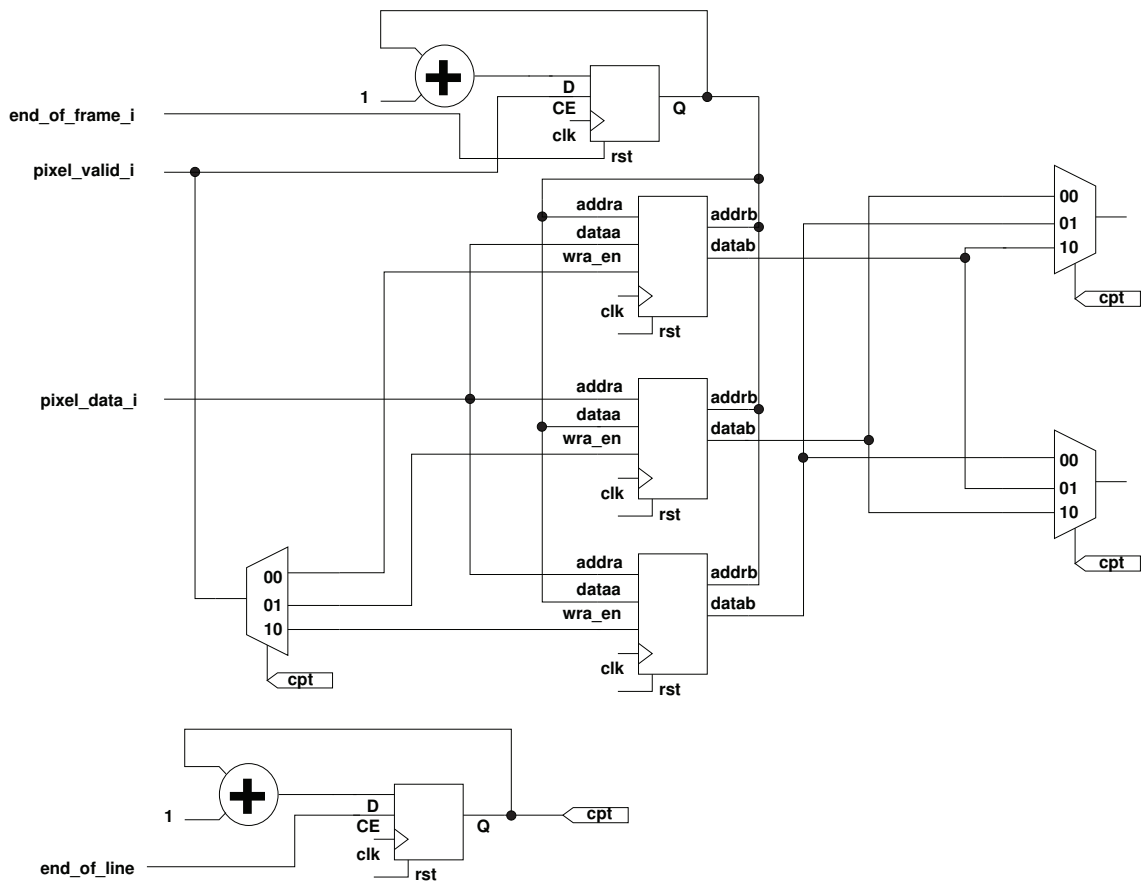 D
1
CE
Q
end_of_frame_i
clk
rst
pixel_valid_i
addra
addrb
dataa
datab
wra_en
clk
rst
00
01
10
cpt
pixel_data_i
addra
addrb
dataa
datab
wra_en
clk
rst
00
01
10
cpt
addra
addrb
dataa
datab
wra_en
clk
rst
00
01
10
cpt
D
1
CE
Q
cpt
clk
end_of_line
rst